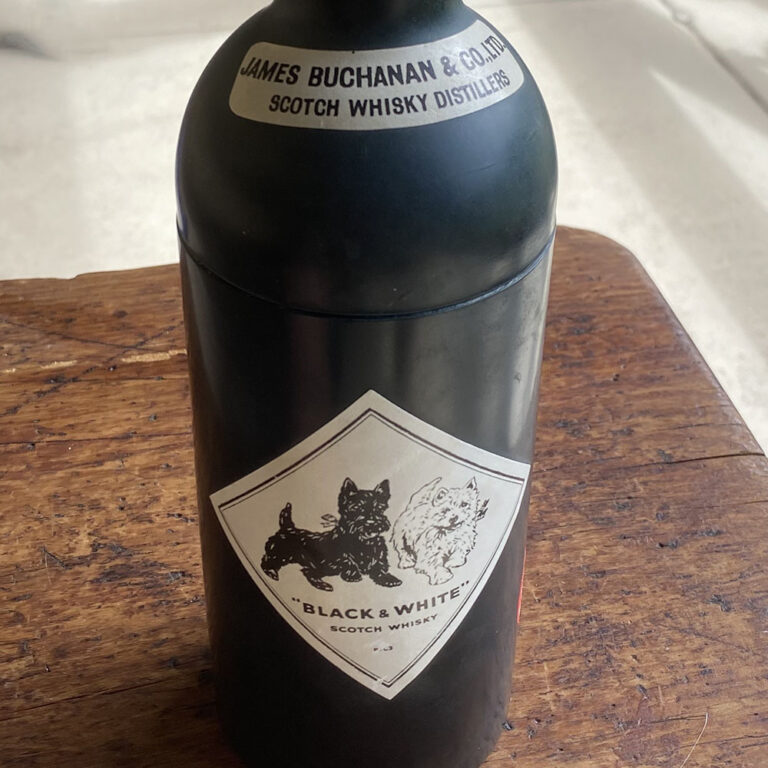 JAMES BUCHANAN & CO.,LTD.
SCOTCH WHISKY DISTILLERS
"BLACK & WHITE"
SCOTCH WHISKY